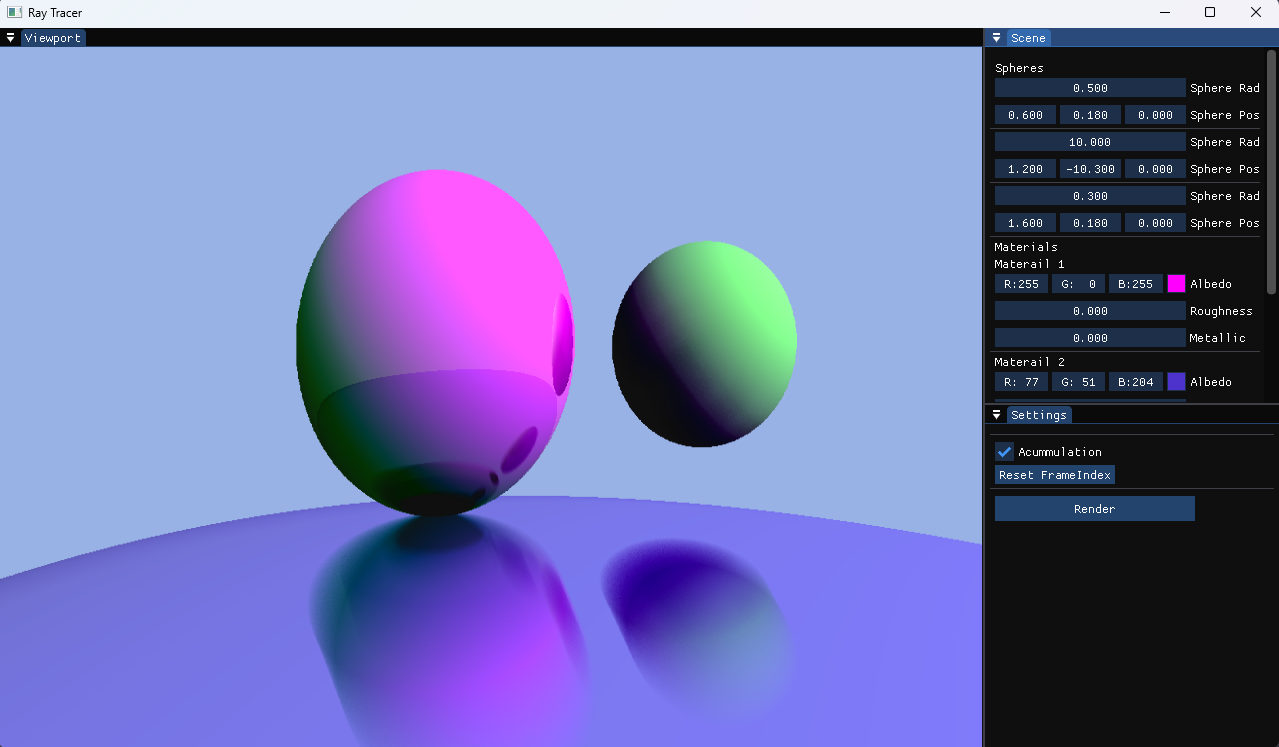 Ray Tracer
Viewport
Scene
Spheres
0.500 Sphere Rad
0.600 0.180 0.000 Sphere Pos
10.000 Sphere Rad
1.200 -10.300 0.000 Sphere Pos
0.300 Sphere Rad
1.600 0.180 0.000 Sphere Pos
Materials
Materail 1
R:255 G: 0 B:255 Albedo
0.000 Roughness
0.000 Metallic
Materail 2
R: 77 G: 51 B:204 Albedo
Settings
Acummulation
Reset FrameIndex
Render